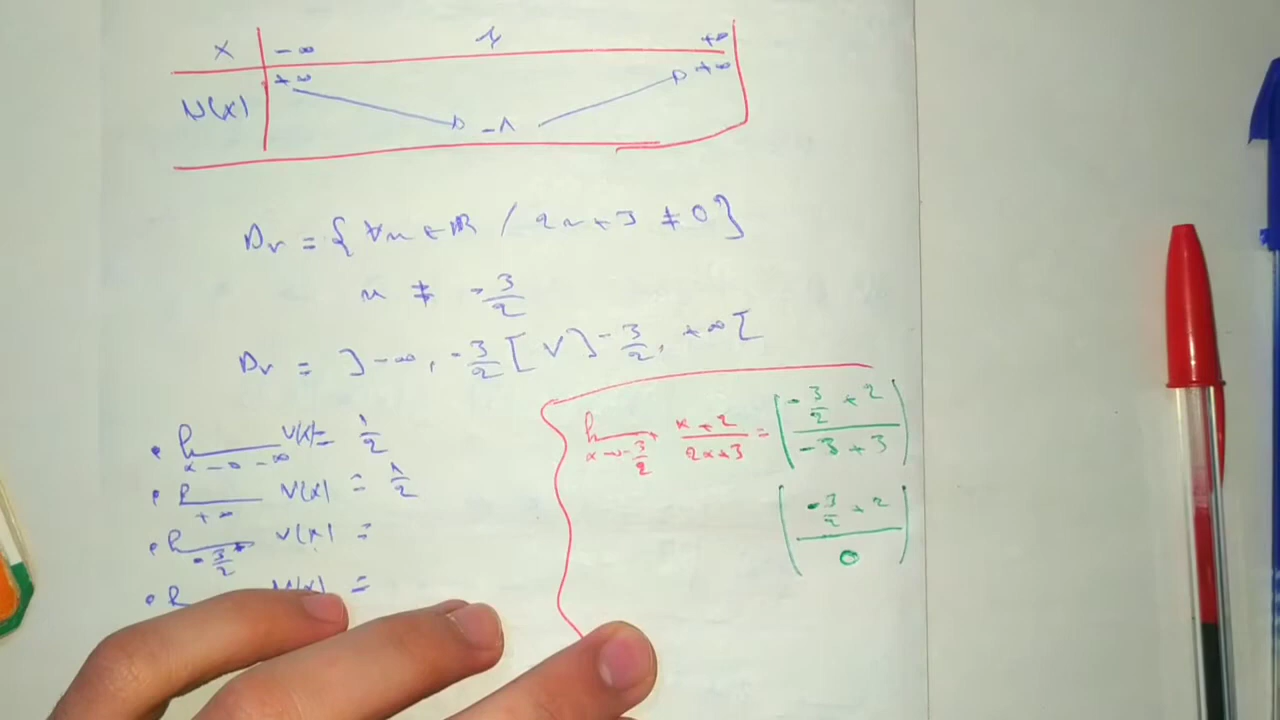 x -∞ 1 +∞
+∞ +∞
N(x) -1
Dv = { ∀x ∈ ℝ / 2x + 3 ≠ 0 }
x ≠ -3/2
Dv = ]-∞, -3/2[ ∪ ]-3/2, +∞[
lim x→-∞ V(x) = 1/2
lim +∞ V(x) = 1/2
lim -3/2⁺ V(x) =
V(x) =
lim x→-3/2⁺ x+2/2x+3 = (-3/2 + 2/-3 + 3)
(-3/2 + 2/0)